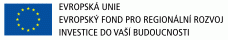 EVROPSKÁ UNIE
EVROPSKÝ FOND PRO REGIONÁLNÍ ROZVOJ
INVESTICE DO VAŠÍ BUDOUCNOSTI